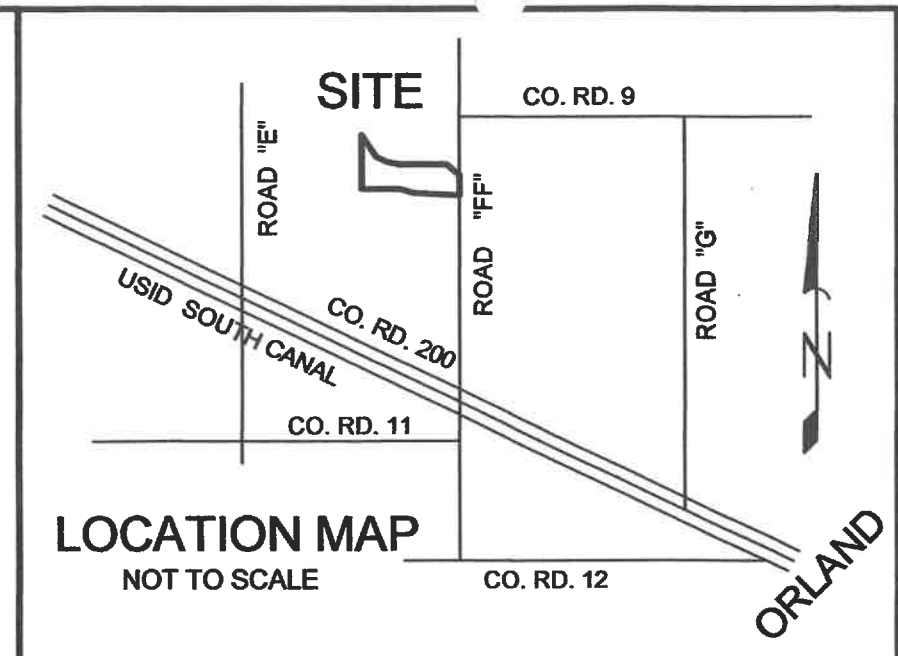 SITE
CO. RD. 9
ROAD "E"
ROAD "FF"
ROAD "G"
USID SOUTH CANAL
CO. RD. 200
N
CO. RD. 11
LOCATION MAP
NOT TO SCALE
CO. RD. 12
ORLAND